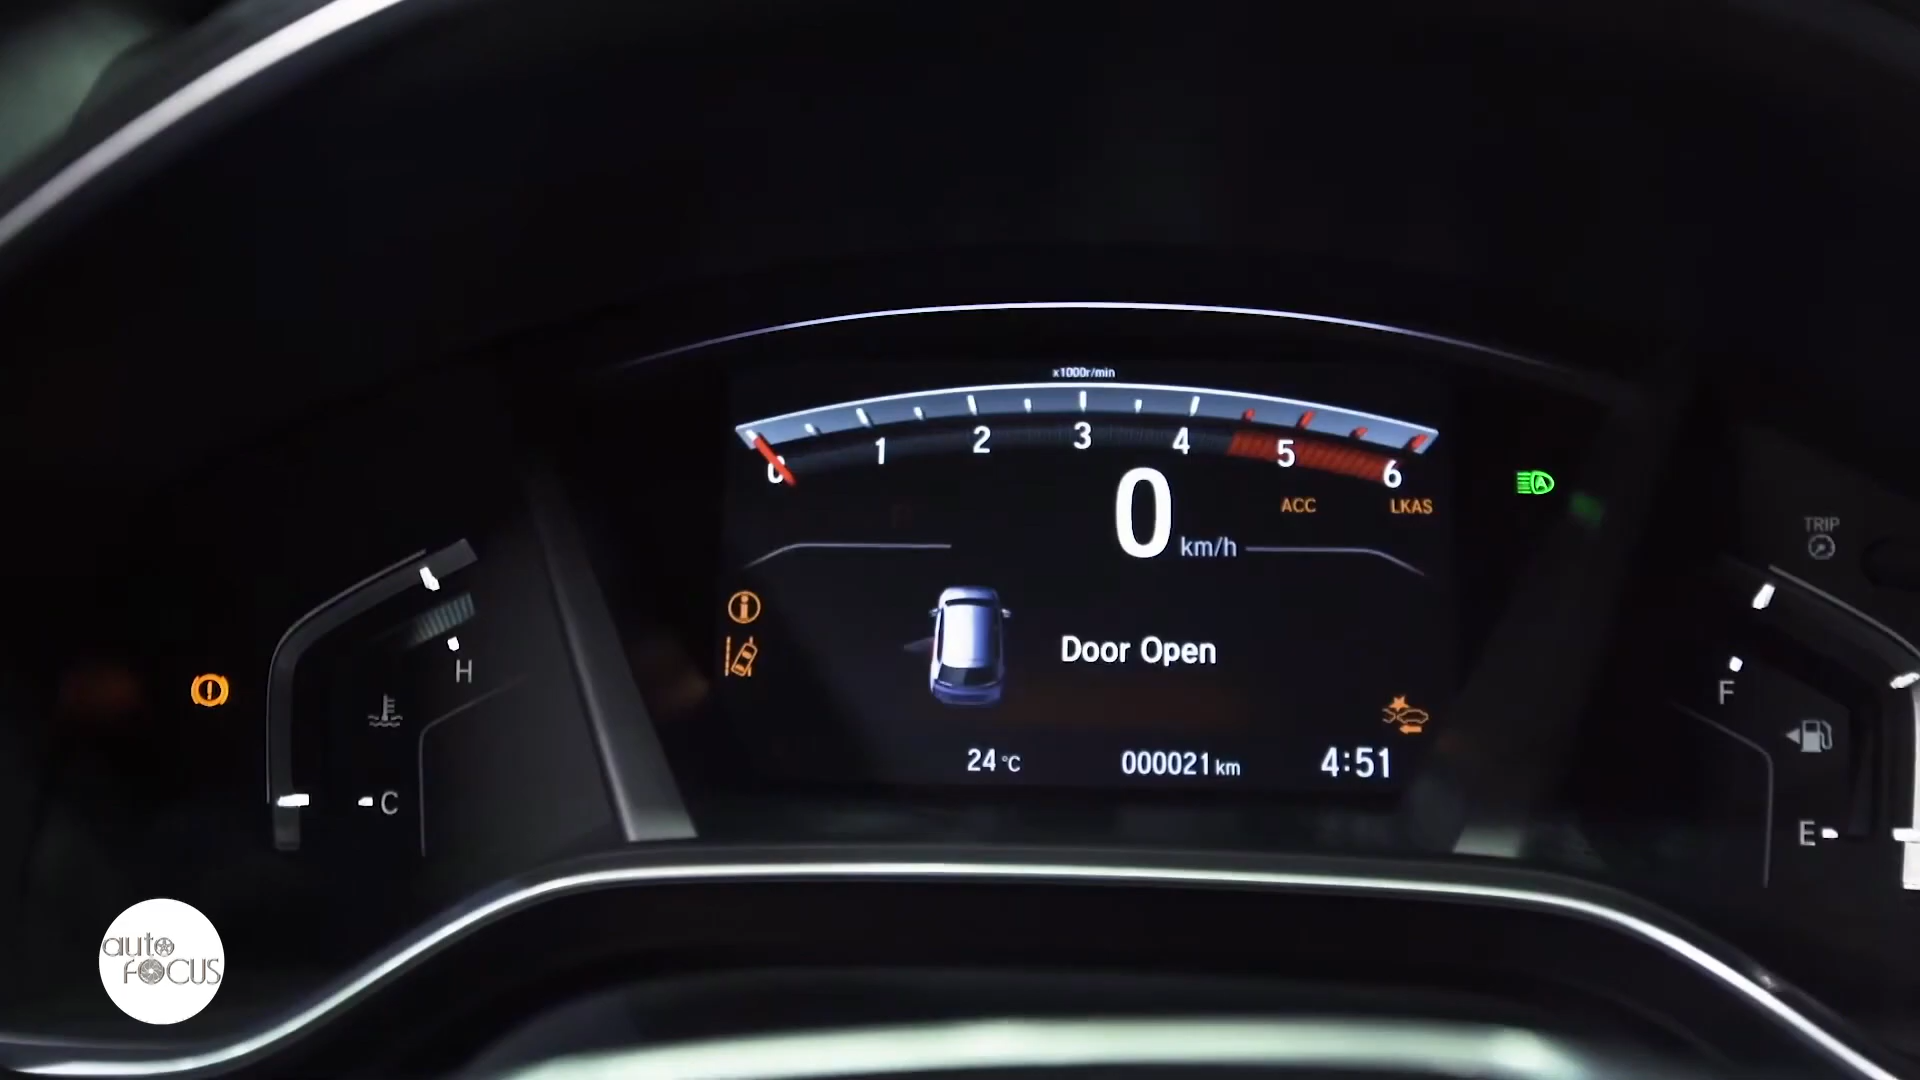 x1000r/min
0 1 2 3 4 5 6
0 km/h
ACC LKAS
TRIP
H
F
Door Open
C
E
24 °C 000021 km 4:51
auto
FOCUS